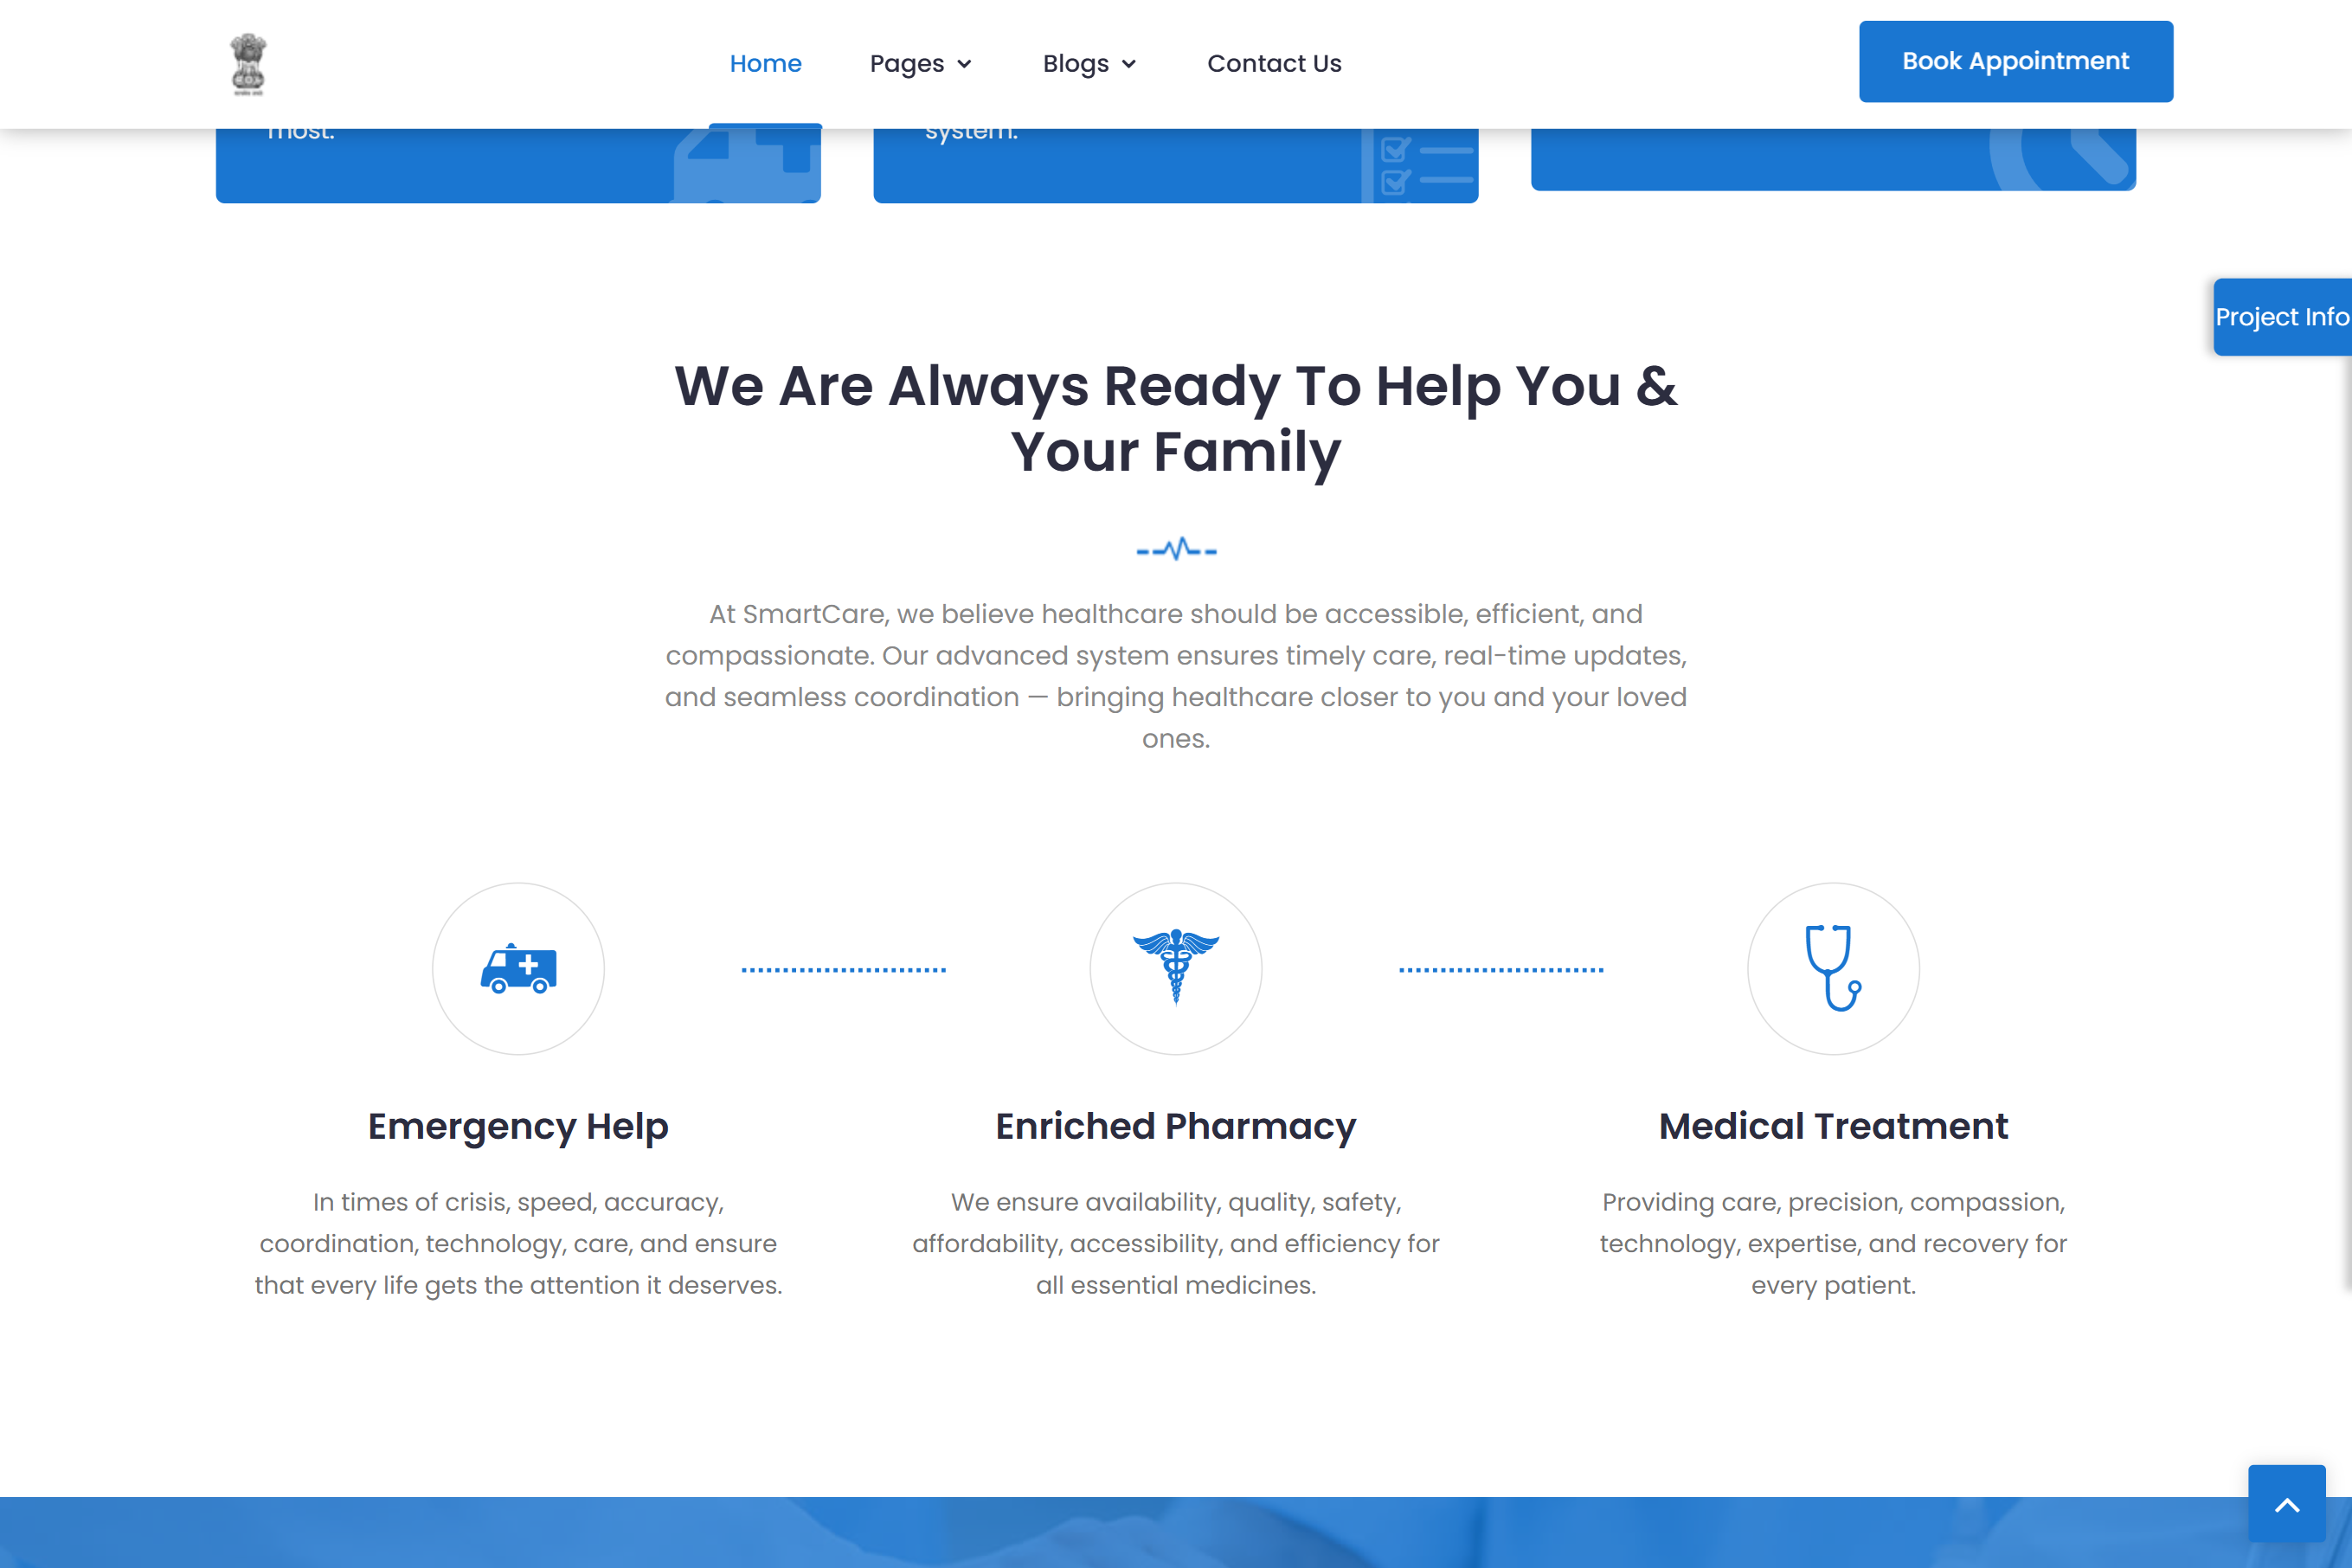 Home
Pages
Blogs
Contact Us
Book Appointment
most.
system.
Project Info
We Are Always Ready To Help You &
Your Family
At SmartCare, we believe healthcare should be accessible, efficient, and
compassionate. Our advanced system ensures timely care, real-time updates,
and seamless coordination — bringing healthcare closer to you and your loved
ones.
Emergency Help
In times of crisis, speed, accuracy,
coordination, technology, care, and ensure
that every life gets the attention it deserves.
Enriched Pharmacy
We ensure availability, quality, safety,
affordability, accessibility, and efficiency for
all essential medicines.
Medical Treatment
Providing care, precision, compassion,
technology, expertise, and recovery for
every patient.